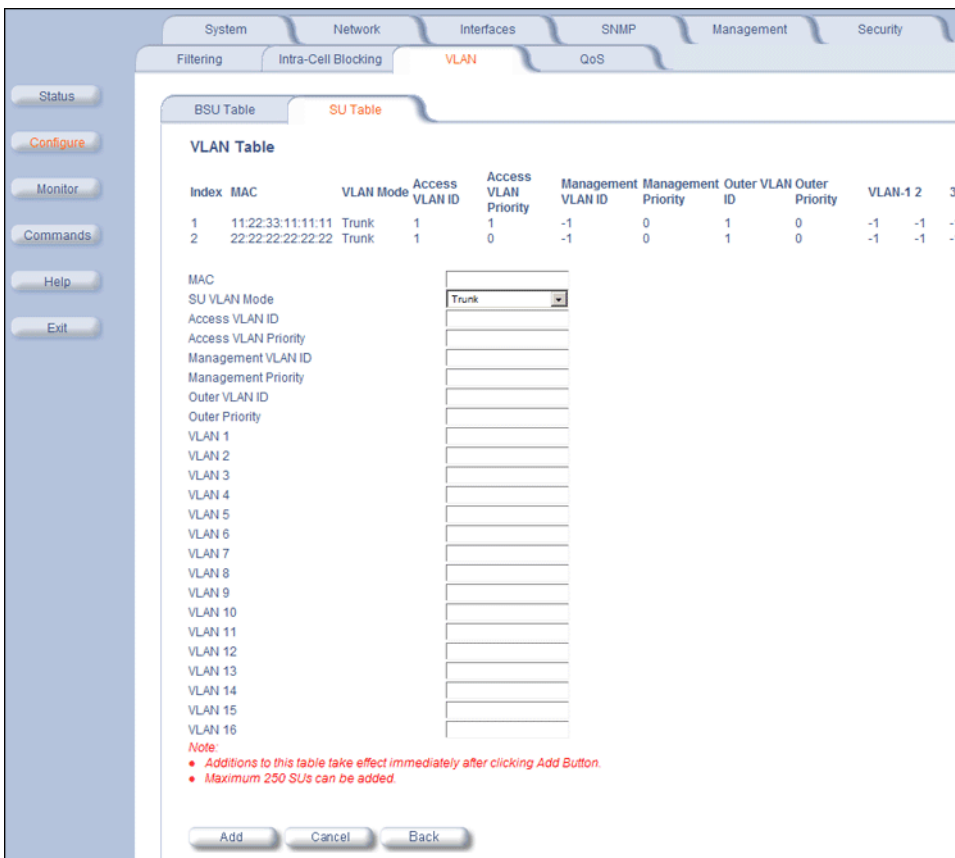 System Network Interfaces SNMP Management Security
Filtering Intra-Cell Blocking VLAN QoS
Status
Configure
Monitor
Commands
Help
Exit
BSU Table SU Table
VLAN Table
Index MAC VLAN Mode Access VLAN ID Access VLAN Priority Management VLAN ID Management Priority Outer VLAN ID Outer Priority VLAN-1 2 3
1 11:22:33:11:11:11 Trunk 1 1 -1 0 1 0 -1 -1 -
2 22:22:22:22:22:22 Trunk 1 0 -1 0 1 0 -1 -1 -
MAC
SU VLAN Mode Trunk
Access VLAN ID
Access VLAN Priority
Management VLAN ID
Management Priority
Outer VLAN ID
Outer Priority
VLAN 1
VLAN 2
VLAN 3
VLAN 4
VLAN 5
VLAN 6
VLAN 7
VLAN 8
VLAN 9
VLAN 10
VLAN 11
VLAN 12
VLAN 13
VLAN 14
VLAN 15
VLAN 16
Note:
• Additions to this table take effect immediately after clicking Add Button.
• Maximum 250 SUs can be added.
Add Cancel Back